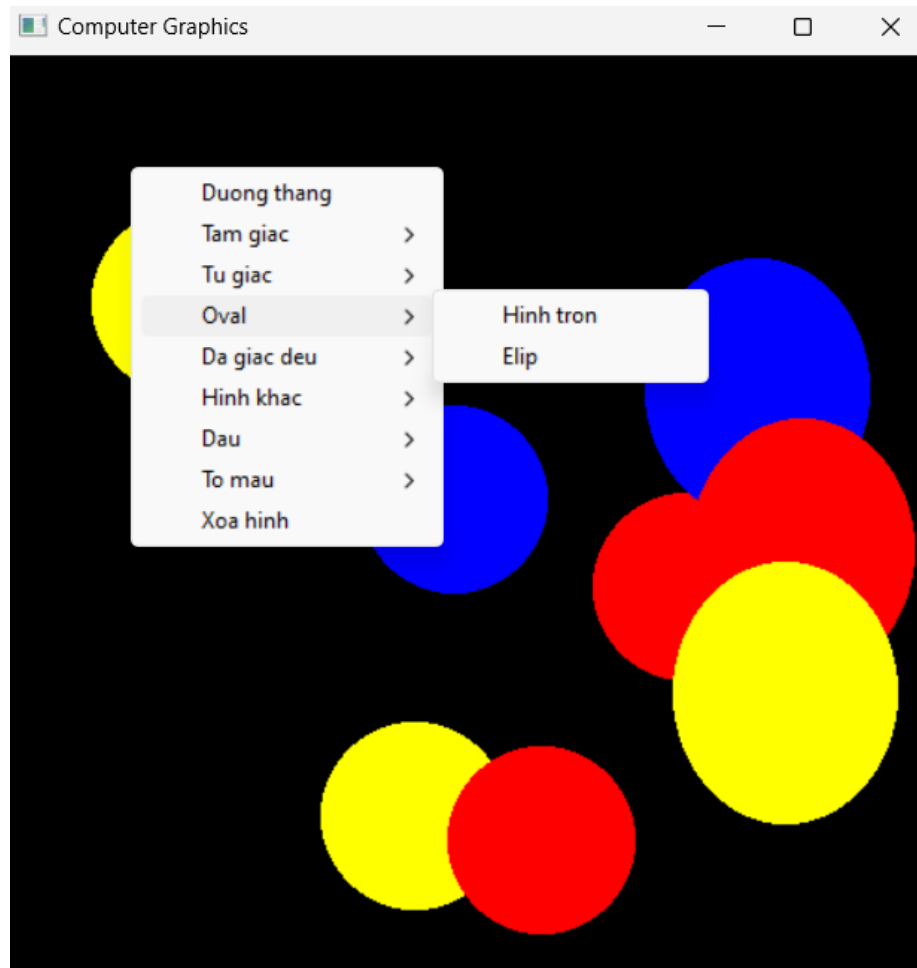 Computer Graphics
Duong thang
Tam giac
Tu giac
Oval
Hinh tron
Da giac deu
Elip
Hinh khac
Dau
To mau
Xoa hinh